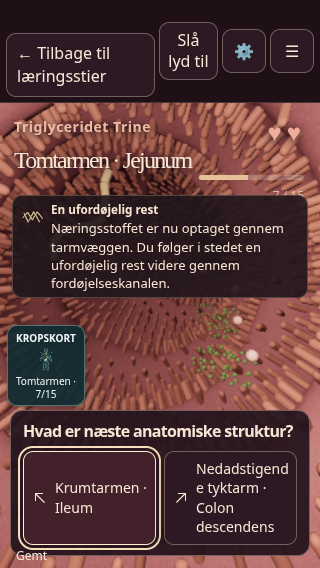 ← Tilbage til
læringsstier
Slå
lyd til
Triglyceridet Trine
Tomtarmen · Jejunum
7 / 15
En ufordøjelig rest
Næringsstoffet er nu optaget gennem
tarmvæggen. Du følger i stedet en
ufordøjelig rest videre gennem
fordøjelseskanalen.
KROPSKORT
Tomtarmen ·
7/15
Hvad er næste anatomiske struktur?
Krumtarmen ·
Ileum
Nedadstigend
e tyktarm ·
Colon
descendens
Gemt